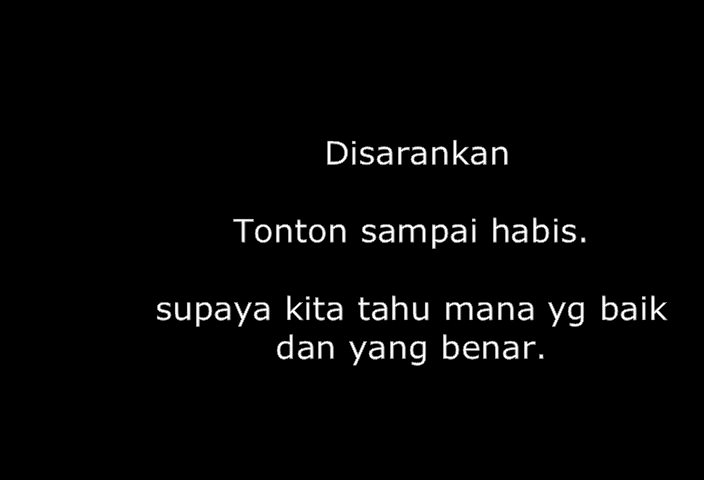 Disarankan
Tonton sampai habis.
supaya kita tahu mana yg baik
dan yang benar.